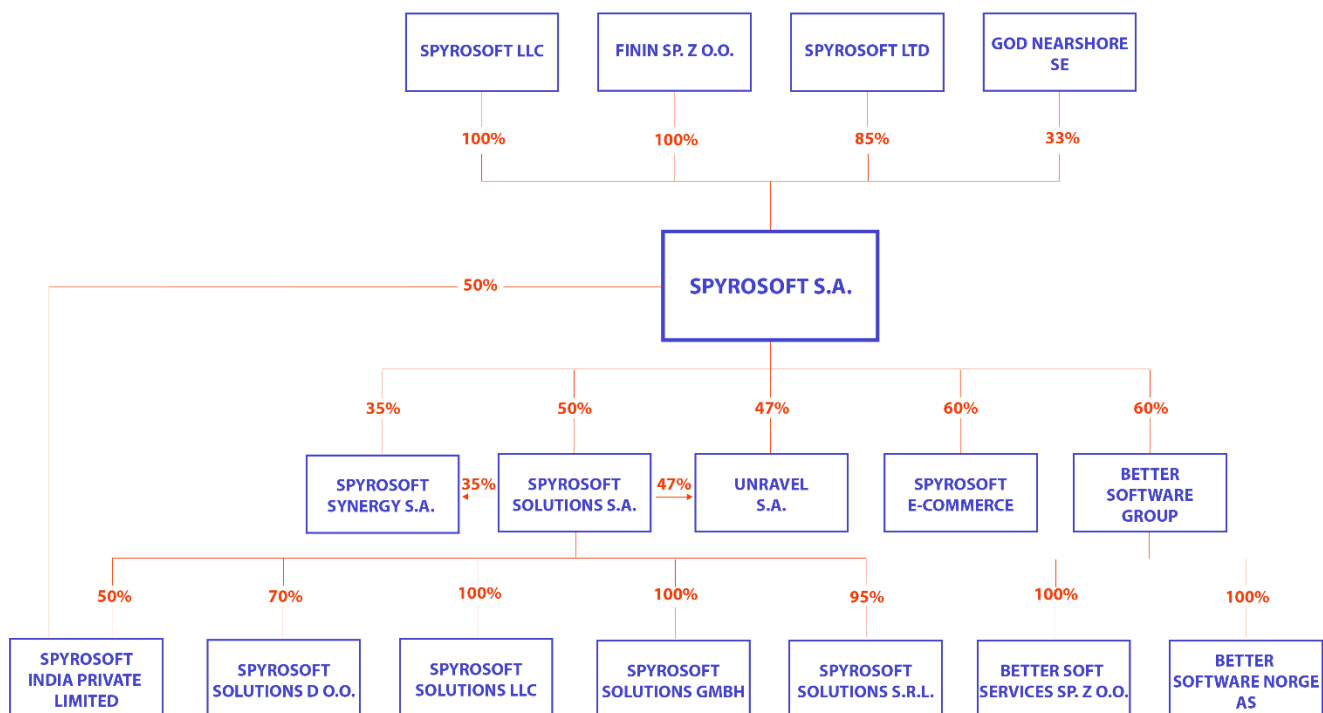 SPYROSOFT LLC
FININ SP. Z O.O.
SPYROSOFT LTD
GOD NEARSHORE
SE
100%
100%
85%
33%
SPYROSOFT S.A.
50%
35%
50%
47%
60%
60%
SPYROSOFT
SYNERGY S.A.
35%
SPYROSOFT
SOLUTIONS S.A.
47%
UNRAVEL
S.A.
SPYROSOFT
E-COMMERCE
BETTER
SOFTWARE
GROUP
50%
70%
100%
100%
95%
100%
100%
SPYROSOFT
INDIA PRIVATE
LIMITED
SPYROSOFT
SOLUTIONS D O.O.
SPYROSOFT
SOLUTIONS LLC
SPYROSOFT
SOLUTIONS GMBH
SPYROSOFT
SOLUTIONS S.R.L.
BETTER SOFT
SERVICES SP. Z O.O.
BETTER
SOFTWARE NORGE
AS